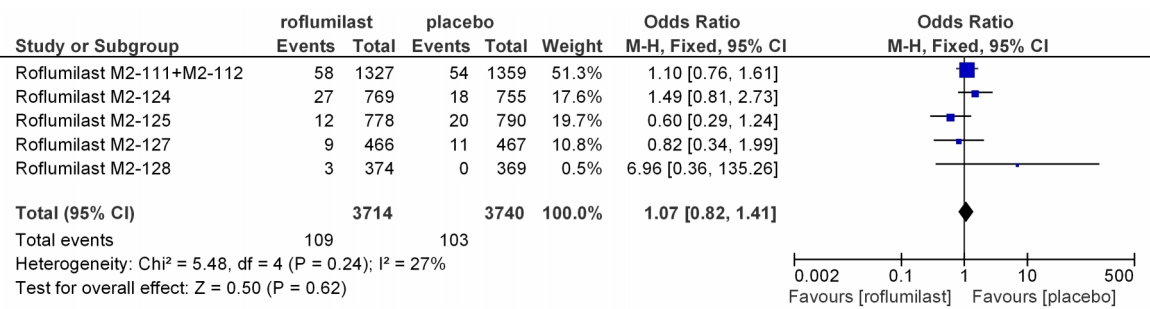 roflumilast placebo Odds Ratio Odds Ratio
Study or Subgroup Events Total Events Total Weight M-H, Fixed, 95% CI M-H, Fixed, 95% CI
Roflumilast M2-111+M2-112 58 1327 54 1359 51.3% 1.10 [0.76, 1.61]
Roflumilast M2-124 27 769 18 755 17.6% 1.49 [0.81, 2.73]
Roflumilast M2-125 12 778 20 790 19.7% 0.60 [0.29, 1.24]
Roflumilast M2-127 9 466 11 467 10.8% 0.82 [0.34, 1.99]
Roflumilast M2-128 3 374 0 369 0.5% 6.96 [0.36, 135.26]
Total (95% CI) 3714 3740 100.0% 1.07 [0.82, 1.41]
Total events 109 103
Heterogeneity: Chi² = 5.48, df = 4 (P = 0.24); I² = 27%
Test for overall effect: Z = 0.50 (P = 0.62)
0.002 0.1 1 10 500
Favours [roflumilast] Favours [placebo]